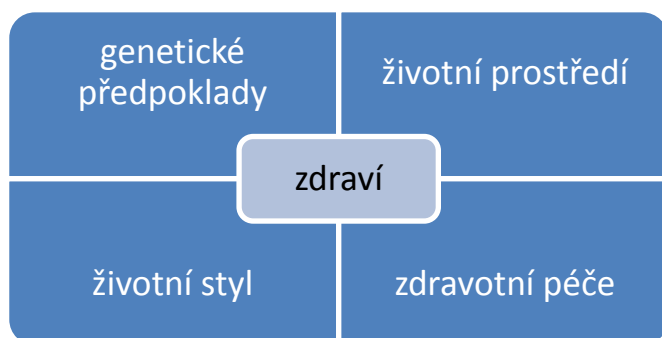 genetické
předpoklady
životní prostředí
zdraví
životní styl
zdravotní péče